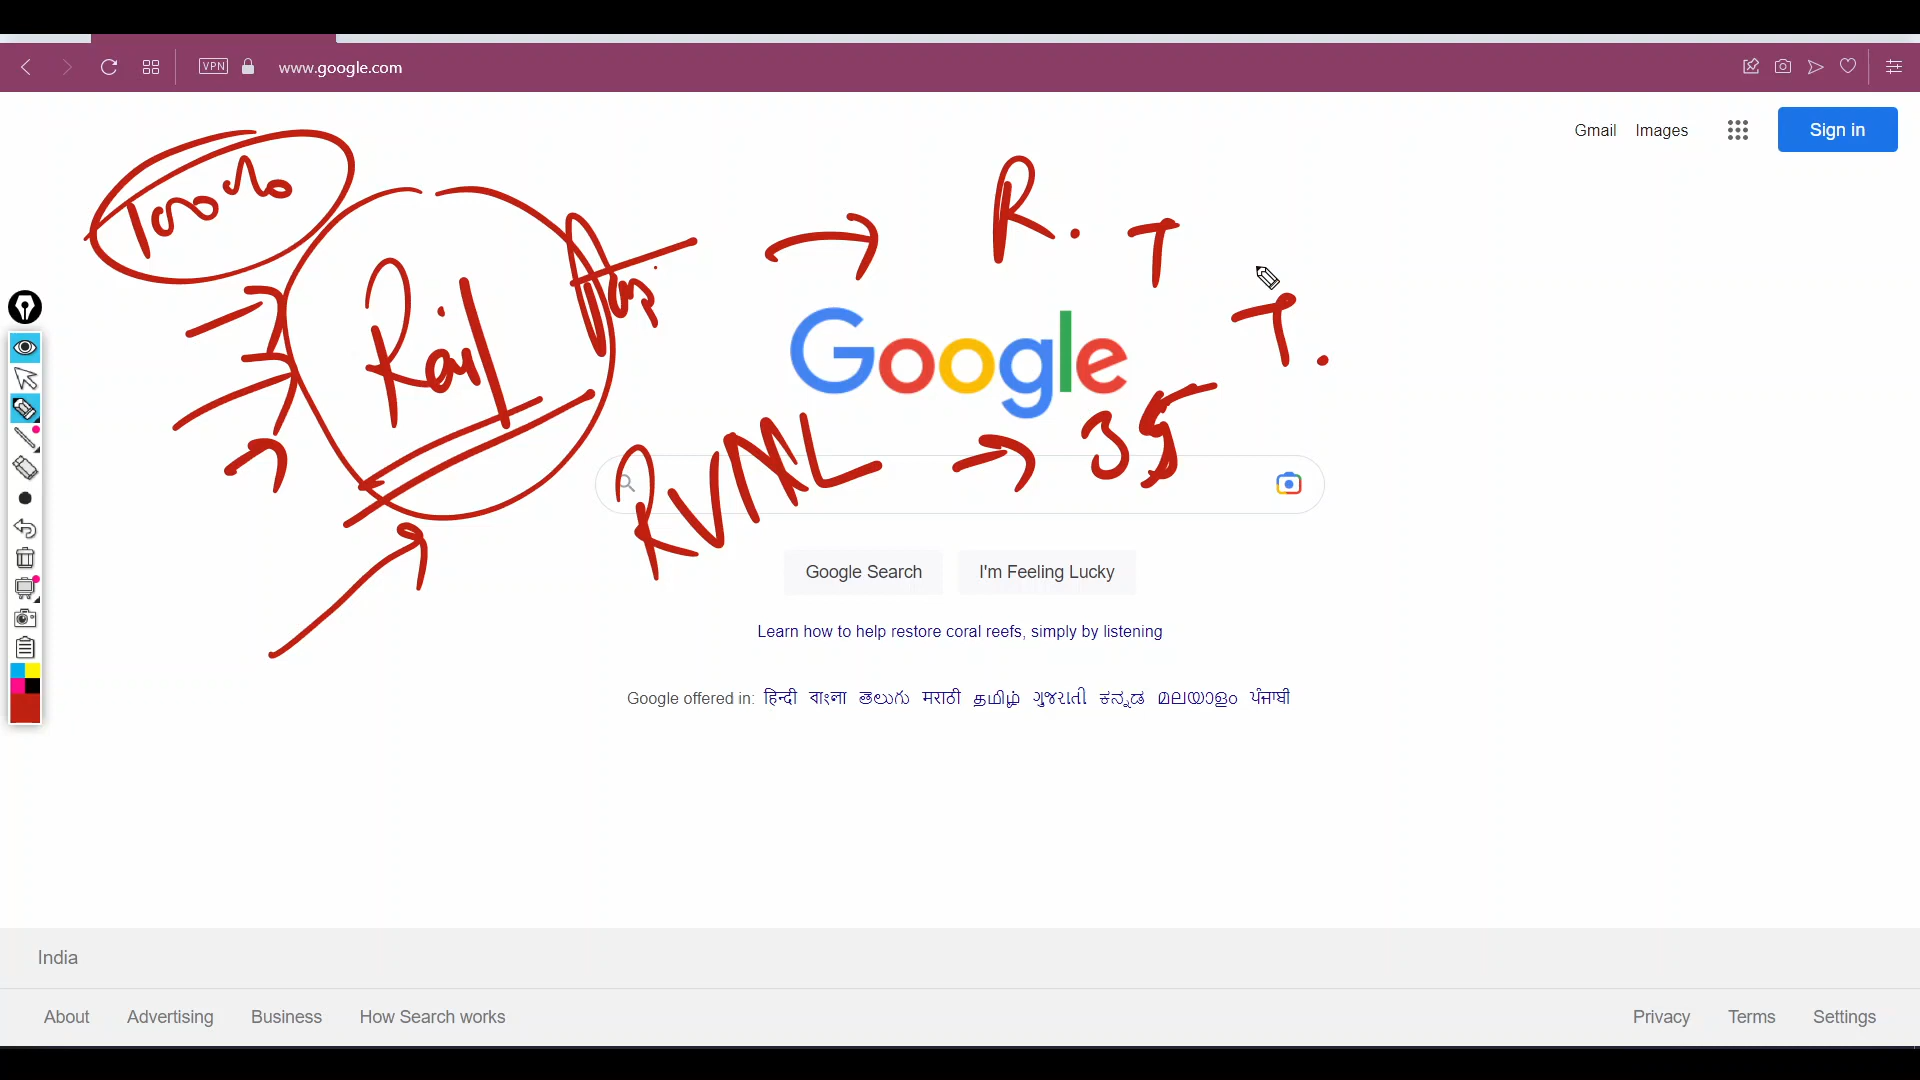 VPN www.google.com
Gmail Images Sign in
R. T
T.
Rail
Google
RVNL → 35
Google Search I'm Feeling Lucky
Learn how to help restore coral reefs, simply by listening
Google offered in: हिन्दी বাংলা తెలుగు मराठी தமிழ் ગુજરાતી ಕನ್ನಡ മലയാളം ਪੰਜਾਬੀ
India
About Advertising Business How Search works Privacy Terms Settings